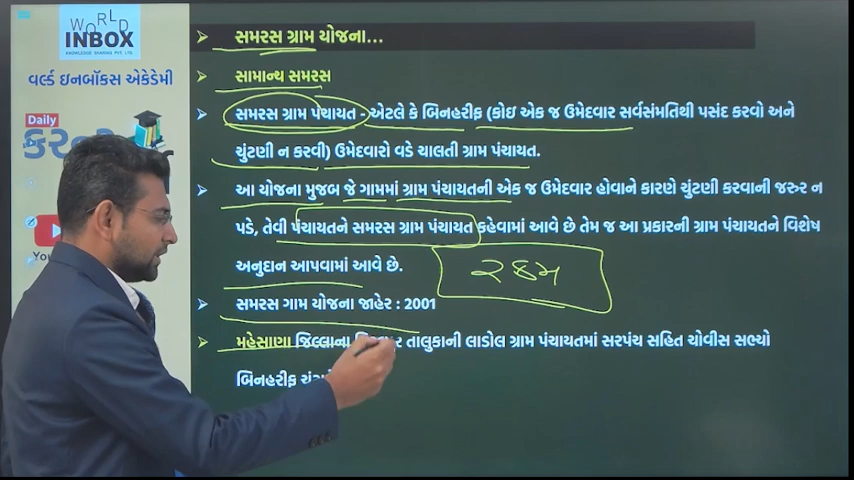 WORLD
INBOX
KNOWLEDGE SHARING PVT. LTD.
વર્લ્ડ ઇનબૉક્સ એકેડેમી
Daily
You
સમરસ ગ્રામ યોજના...
સામાન્ય સમરસ
સમરસ ગ્રામ પંચાયત - એટલે કે બિનહરીફ (કોઇ એક જ ઉમેદવાર સર્વસંમતિથી પસંદ કરવો અને
ચુંટણી ન કરવી) ઉમેદવારો વડે ચાલતી ગ્રામ પંચાયત.
આ યોજના મુજબ જે ગામમાં ગ્રામ પંચાયતની એક જ ઉમેદવાર હોવાને કારણે ચુંટણી કરવાની જરુર ન
પડે, તેવી પંચાયતને સમરસ ગ્રામ પંચાયત કહેવામાં આવે છે તેમ જ આ પ્રકારની ગ્રામ પંચાયતને વિશેષ
અનુદાન આપવામાં આવે છે.
રકમ
સમરસ ગામ યોજના જાહેર : 2001
મહેસાણા જિલ્લાના તાલુકાની લાડોલ ગ્રામ પંચાયતમાં સરપંચ સહિત ચોવીસ સભ્યો
બિનહરીફ